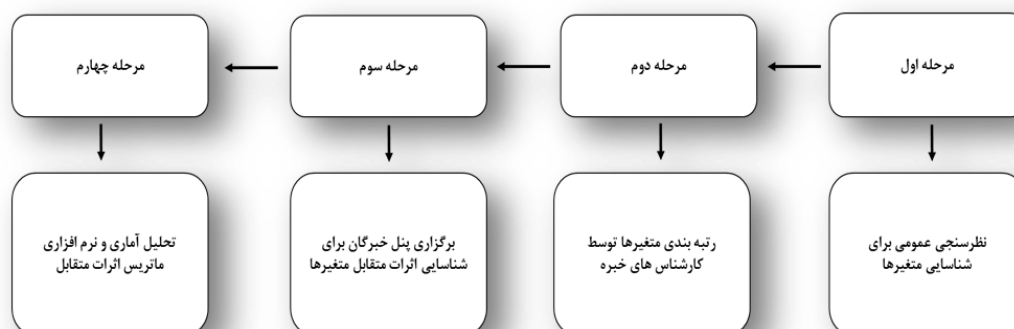 مرحله اول
مرحله دوم
مرحله سوم
مرحله چهارم
نظرسنجی عمومی برای
شناسایی متغیرها
رتبه بندی متغیرها توسط
کارشناس های خبره
برگزاری پنل خبرگان برای
شناسایی اثرات متقابل متغیرها
تحلیل آماری و نرم افزاری
ماتریس اثرات متقابل